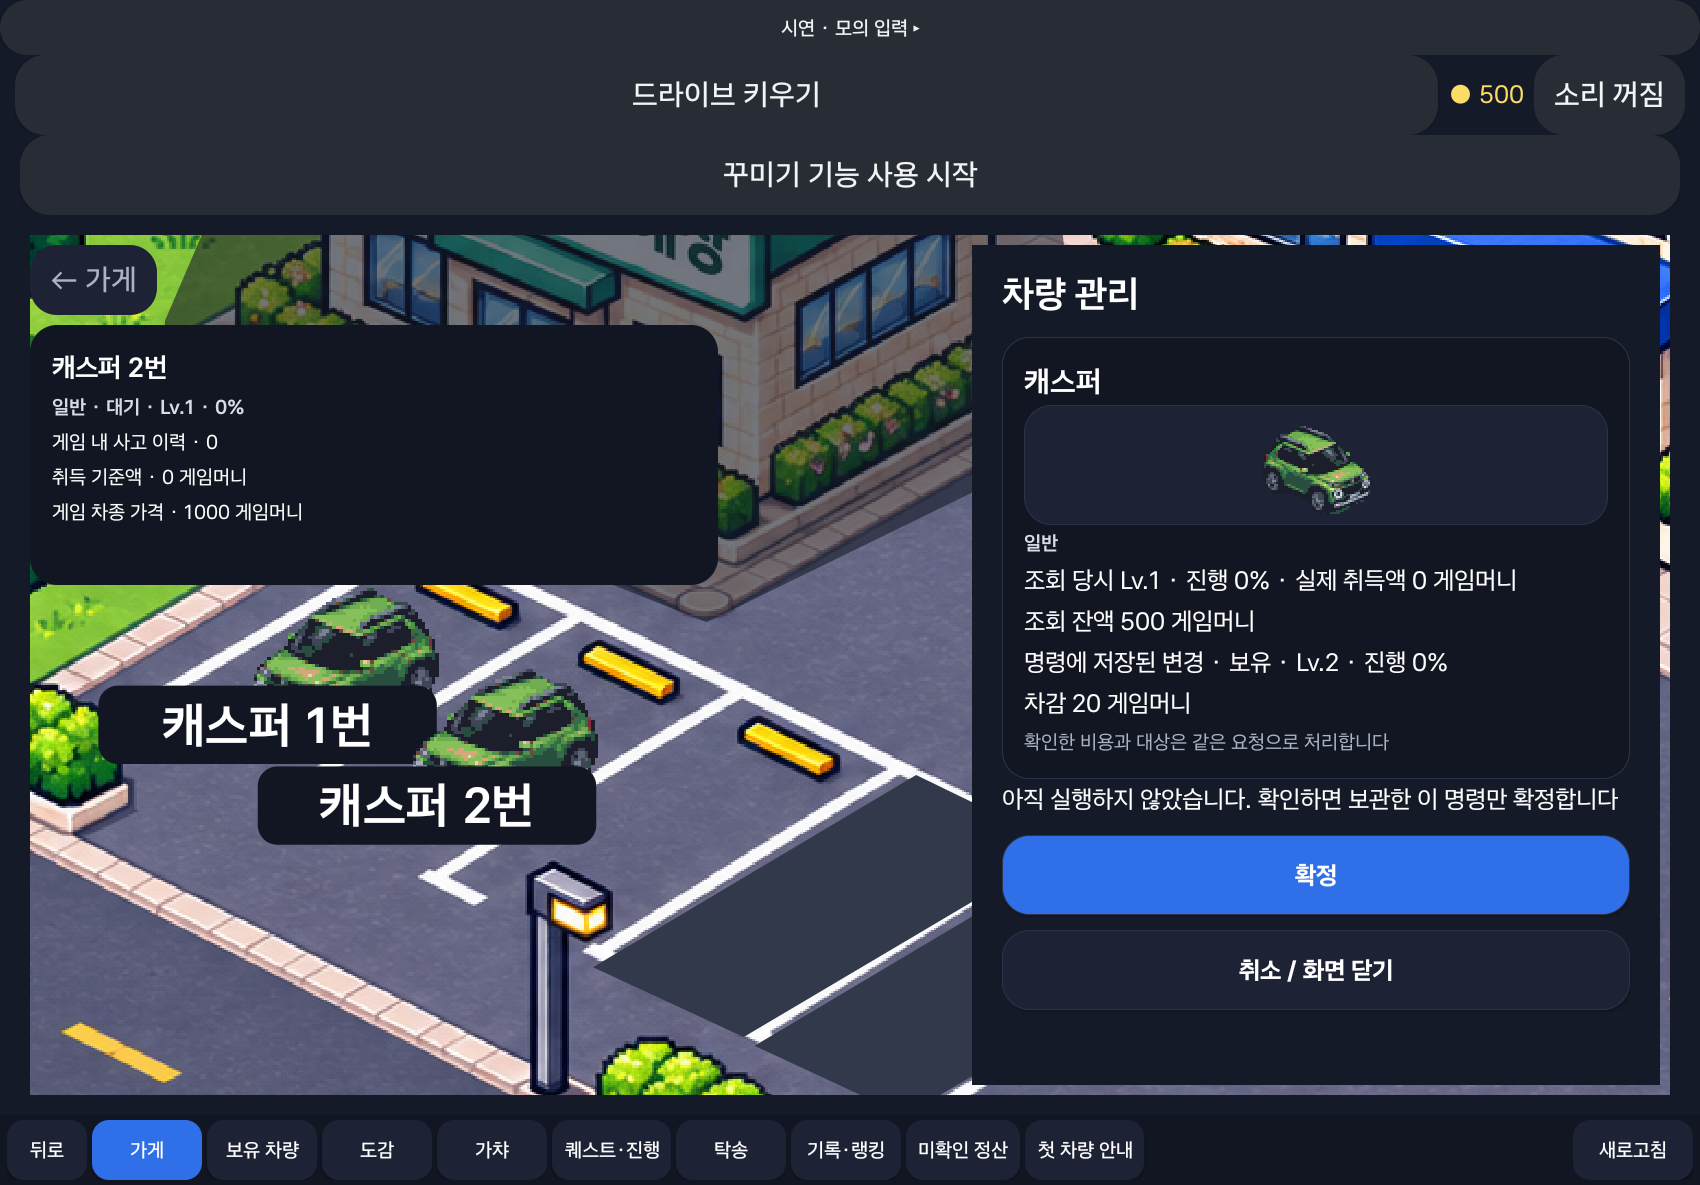 시연 · 모의 입력 ▸
드라이브 키우기
500
소리 꺼짐
꾸미기 기능 사용 시작
← 가게
캐스퍼 2번
일반 · 대기 · Lv.1 · 0%
게임 내 사고 이력 · 0
취득 기준액 · 0 게임머니
게임 차종 가격 · 1000 게임머니
캐스퍼 1번
캐스퍼 2번
차량 관리
캐스퍼
일반
조회 당시 Lv.1 · 진행 0% · 실제 취득액 0 게임머니
조회 잔액 500 게임머니
명령에 저장된 변경 · 보유 · Lv.2 · 진행 0%
차감 20 게임머니
확인한 비용과 대상은 같은 요청으로 처리합니다
아직 실행하지 않았습니다. 확인하면 보관한 이 명령만 확정합니다
확정
취소 / 화면 닫기
뒤로
가게
보유 차량
도감
가챠
퀘스트·진행
탁송
기록·랭킹
미확인 정산
첫 차량 안내
새로고침